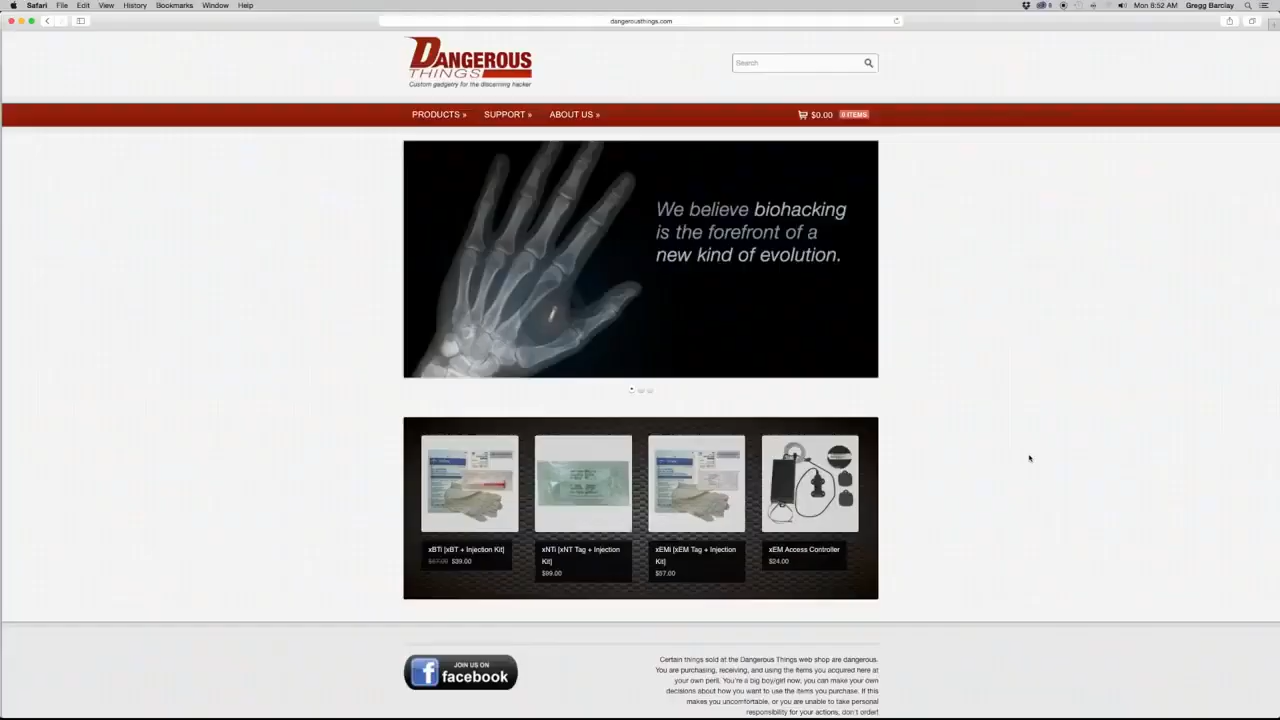 Safari File Edit View History Bookmarks Window Help
8 Mon 8:52 AM Gregg Barclay
dangerousthings.com
DANGEROUS
THINGS
Custom gadgetry for the discerning hacker
Search
PRODUCTS » SUPPORT » ABOUT US » $0.00 0 ITEMS
We believe biohacking
is the forefront of a
new kind of evolution.
xBTi [xBT + Injection Kit]
$57.00 $39.00
xNTi [xNT Tag + Injection
Kit]
$99.00
xEMi [xEM Tag + Injection
Kit]
$57.00
xEM Access Controller
$24.00
JOIN US ON
facebook
Certain things sold at the Dangerous Things web shop are dangerous.
You are purchasing, receiving, and using the items you acquired here at
your own peril. You're a big boy/girl now, you can make your own
decisions about how you want to use the items you purchase. If this
makes you uncomfortable, or you are unable to take personal
responsibility for your actions, don't order!